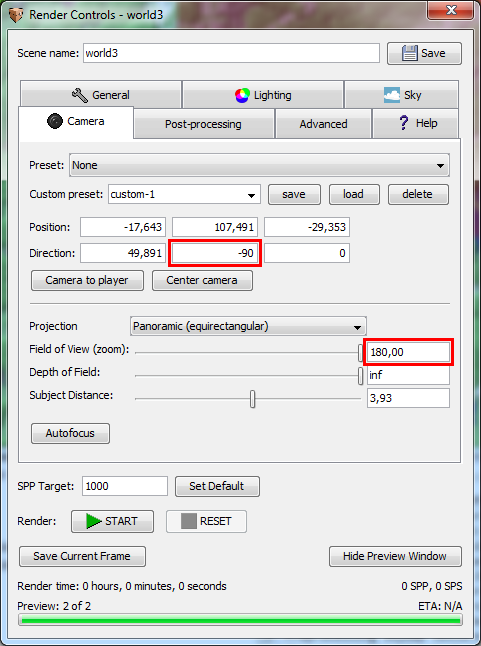 Render Controls - world3
Scene name: world3 Save
General Lighting Sky
Camera Post-processing Advanced ? Help
Preset: None
Custom preset: custom-1 save load delete
Position: -17,643 107,491 -29,353
Direction: 49,891 -90 0
Camera to player Center camera
Projection Panoramic (equirectangular)
Field of View (zoom): 180,00
Depth of Field: inf
Subject Distance: 3,93
Autofocus
SPP Target: 1000 Set Default
Render: START RESET
Save Current Frame Hide Preview Window
Render time: 0 hours, 0 minutes, 0 seconds 0 SPP, 0 SPS
Preview: 2 of 2 ETA: N/A